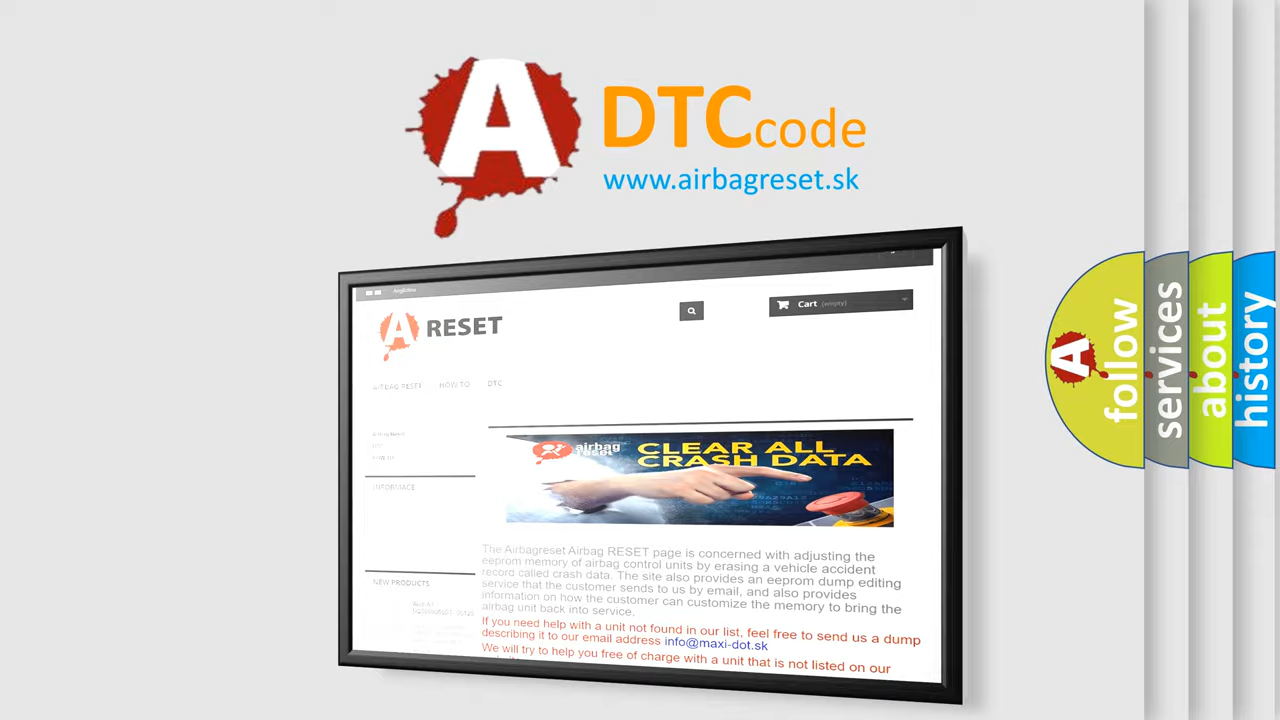 A DTCcode
www.airbagreset.sk
A RESET
Cart (empty)
AIRBAG RESET HOW TO DTC
INFORMACE
airbag
reset
CLEAR ALL
CRASH DATA
NEW PRODUCTS
The Airbagreset Airbag RESET page is concerned with adjusting the
eeprom memory of airbag control units by erasing a vehicle accident
record called crash data. The site also provides an eeprom dump editing
service that the customer sends to us by email, and also provides
information on how the customer can customize the memory to bring the
airbag unit back into service.
If you need help with a unit not found in our list, feel free to send us a dump
describing it to our email address info@maxi-dot.sk
We will try to help you free of charge with a unit that is not listed on our
A follow
services
about
history